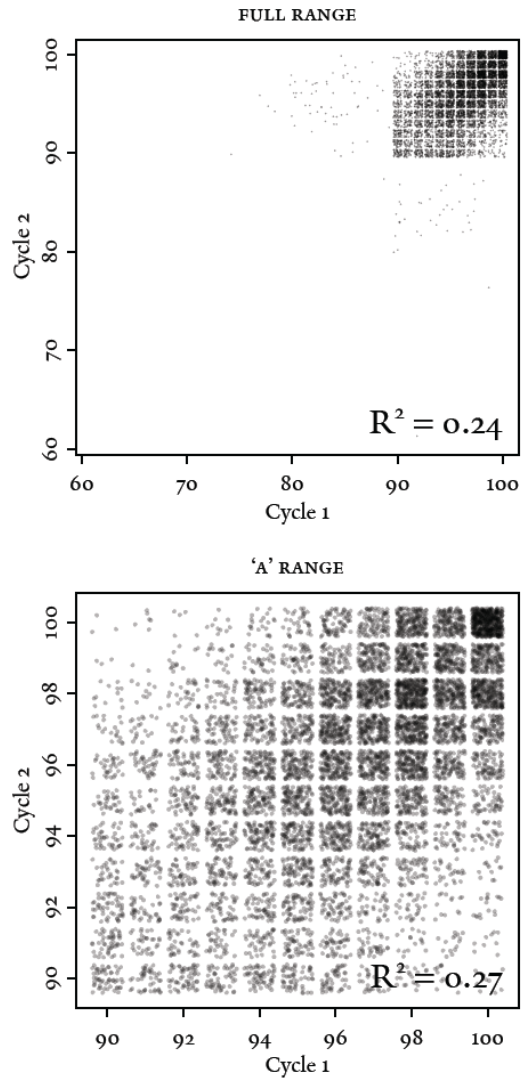 FULL RANGE
100
90
80
70
60
Cycle 2
R² = 0.24
60 70 80 90 100
Cycle 1
'A' RANGE
100
98
96
94
92
90
Cycle 2
R² = 0.27
90 92 94 96 98 100
Cycle 1